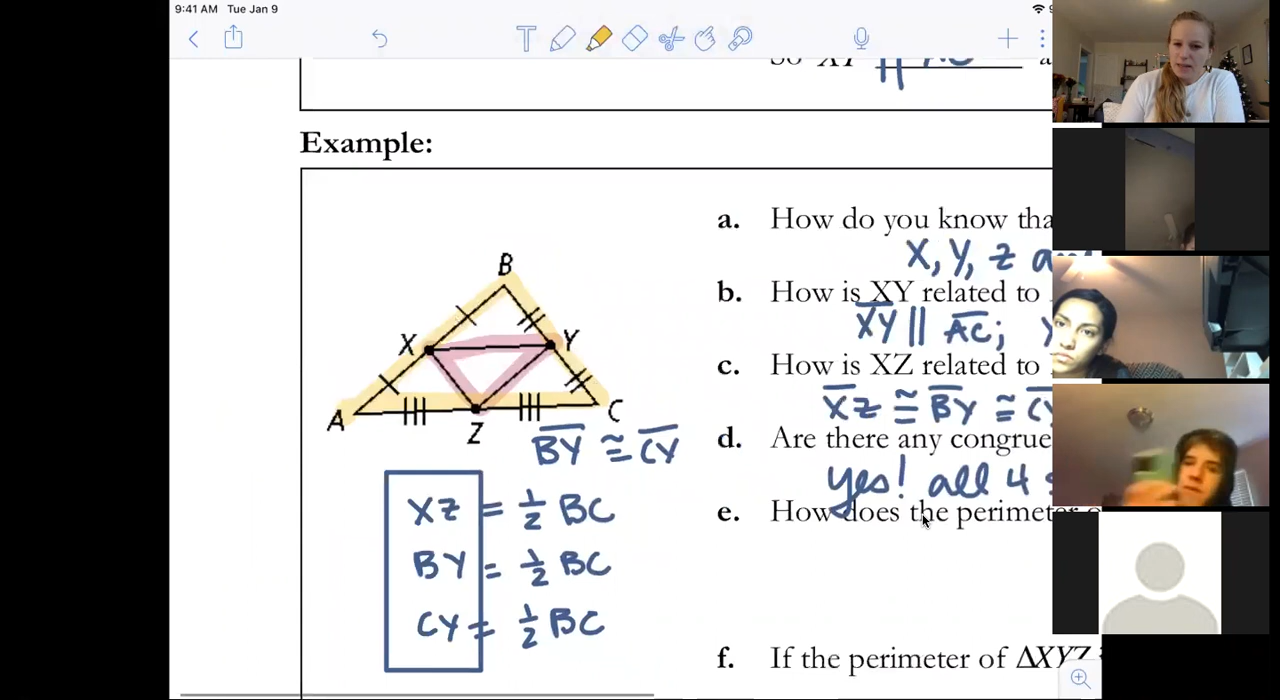 9:41 AM Tue Jan 9
So XY || AC a
Example:
a. How do you know tha
X, Y, Z a
b. How is XY related to
XY || AC; Y
c. How is XZ related to
XZ ≅ BY ≅ CY
d. Are there any congrue
yes! all 4
e. How does the perimeter
f. If the perimeter of ΔXYZ
B
X
Y
A
Z
C
BY ≅ CY
XZ = 1/2 BC
BY = 1/2 BC
CY = 1/2 BC